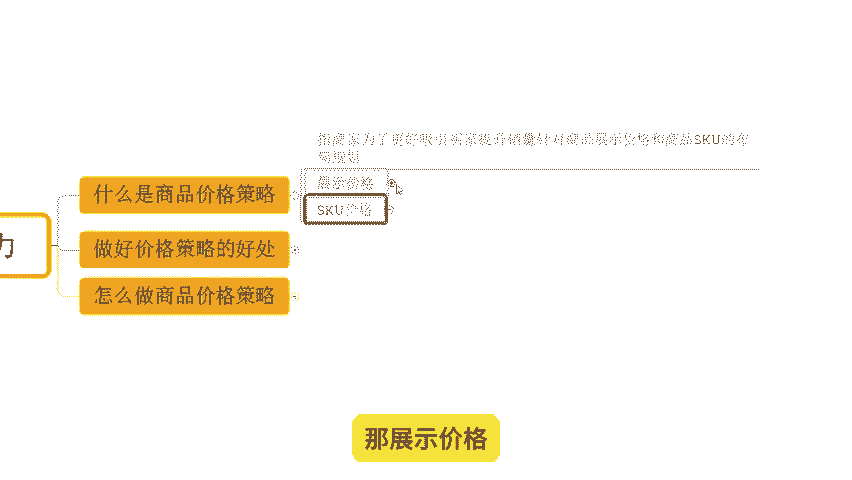 指商家为了更好吸引买家提升销量针对商品展示价格和商品SKU的布
局规划
展示价格
SKU价格
什么是商品价格策略
力
做好价格策略的好处
怎么做商品价格策略
那展示价格